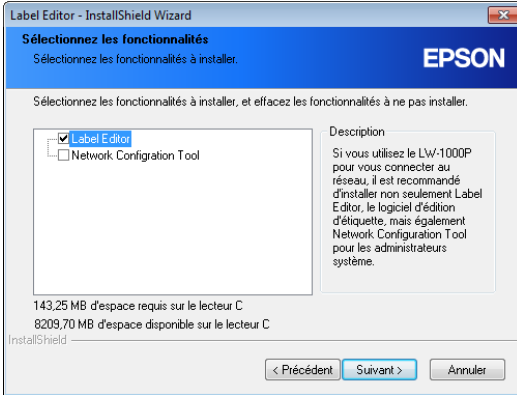 Label Editor - InstallShield Wizard
Sélectionnez les fonctionnalités
Sélectionnez les fonctionnalités à installer.
EPSON
Sélectionnez les fonctionnalités à installer, et effacez les fonctionnalités à ne pas installer.
Label Editor
Network Configration Tool
Description
Si vous utilisez le LW-1000P
pour vous connecter au
réseau, il est recommandé
d'installer non seulement Label
Editor, le logiciel d'édition
d'étiquette, mais également
Network Configuration Tool
pour les administrateurs
système.
143,25 MB d'espace requis sur le lecteur C
8209,70 MB d'espace disponible sur le lecteur C
InstallShield
< Précédent
Suivant >
Annuler